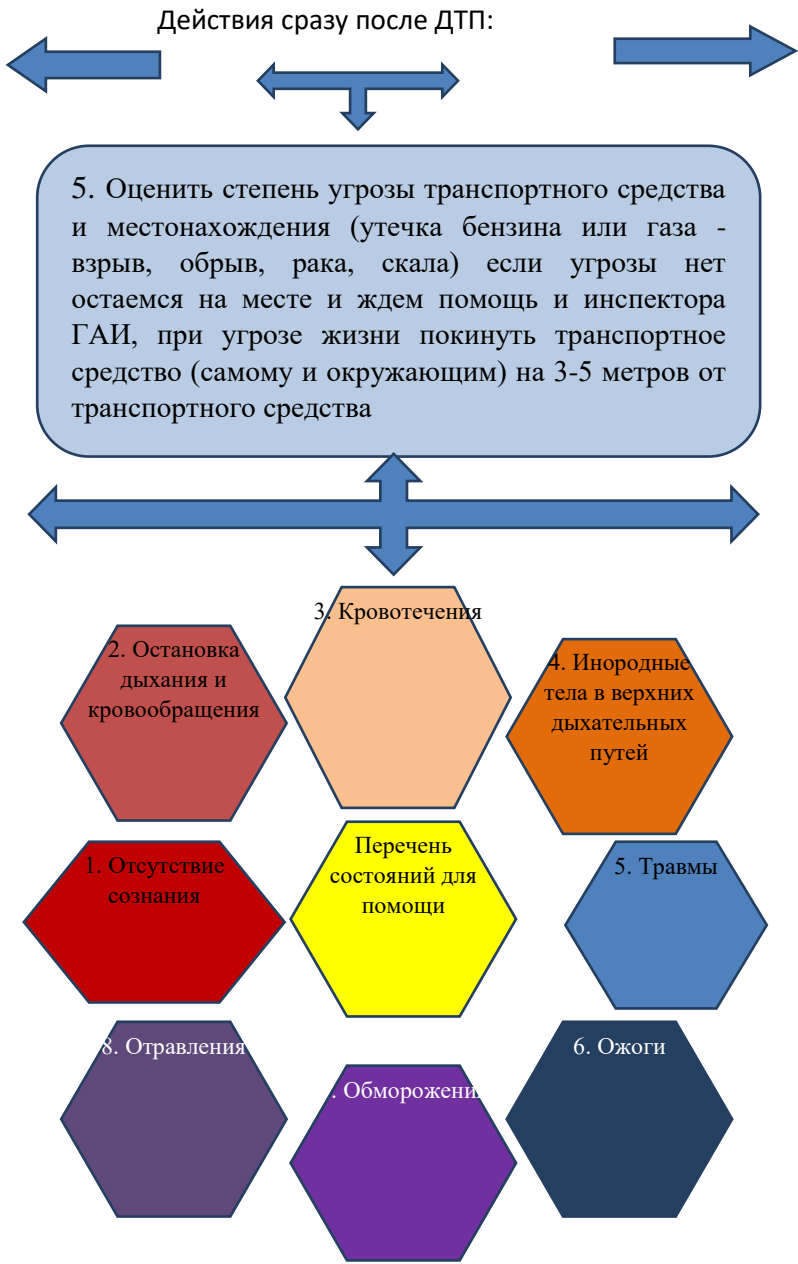 Действия сразу после ДТП:
5. Оценить степень угрозы транспортного средства
и местонахождения (утечка бензина или газа -
взрыв, обрыв, рака, скала) если угрозы нет
остаемся на месте и ждем помощь и инспектора
ГАИ, при угрозе жизни покинуть транспортное
средство (самому и окружающим) на 3-5 метров от
транспортного средства
3. Кровотечения
2. Остановка
дыхания и
кровообращения
4. Инородные
тела в верхних
дыхательных
путей
1. Отсутствие
сознания
Перечень
состояний для
помощи
5. Травмы
8. Отравления
. Обморожени
6. Ожоги